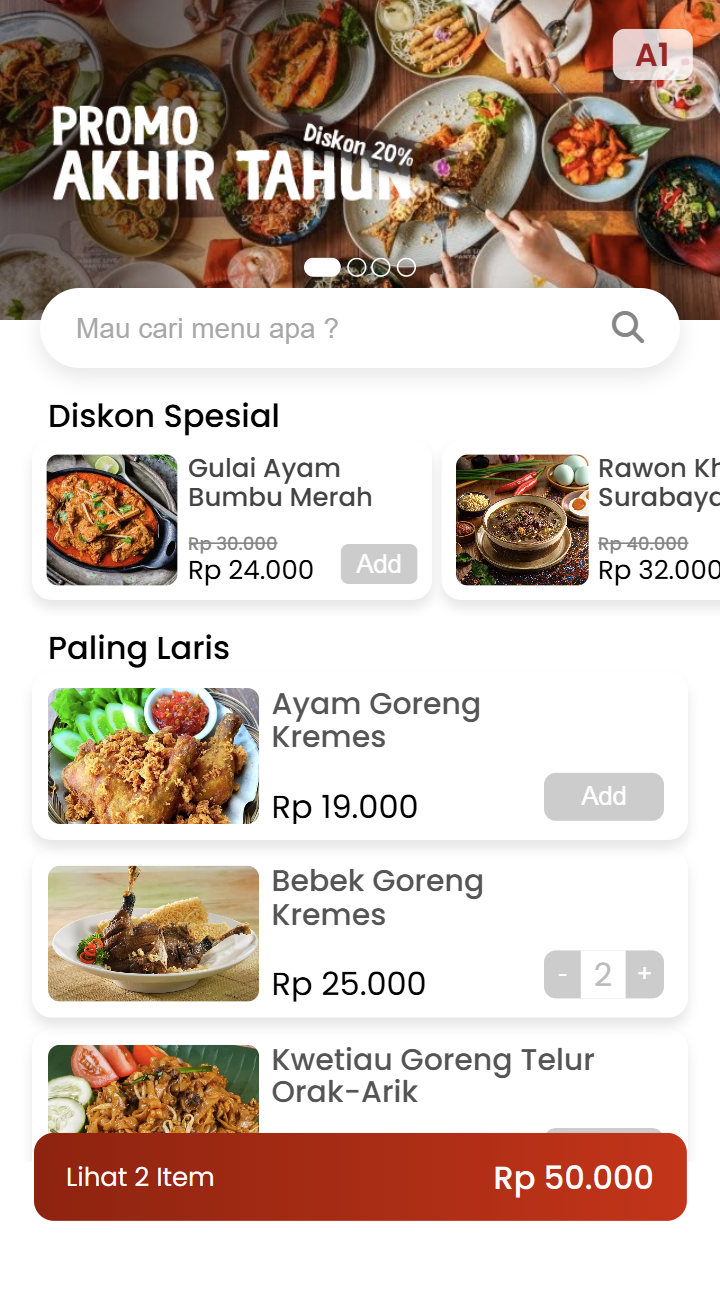 A1
PROMO
AKHIR TAHUN
Diskon 20%
Mau cari menu apa ?
Diskon Spesial
Gulai Ayam
Bumbu Merah
Rp 30.000
Rp 24.000
Add
Rawon Kh
Surabaya
Rp 40.000
Rp 32.000
Paling Laris
Ayam Goreng
Kremes
Rp 19.000
Add
Bebek Goreng
Kremes
Rp 25.000
- 2 +
Kwetiau Goreng Telur
Orak-Arik
Lihat 2 Item
Rp 50.000